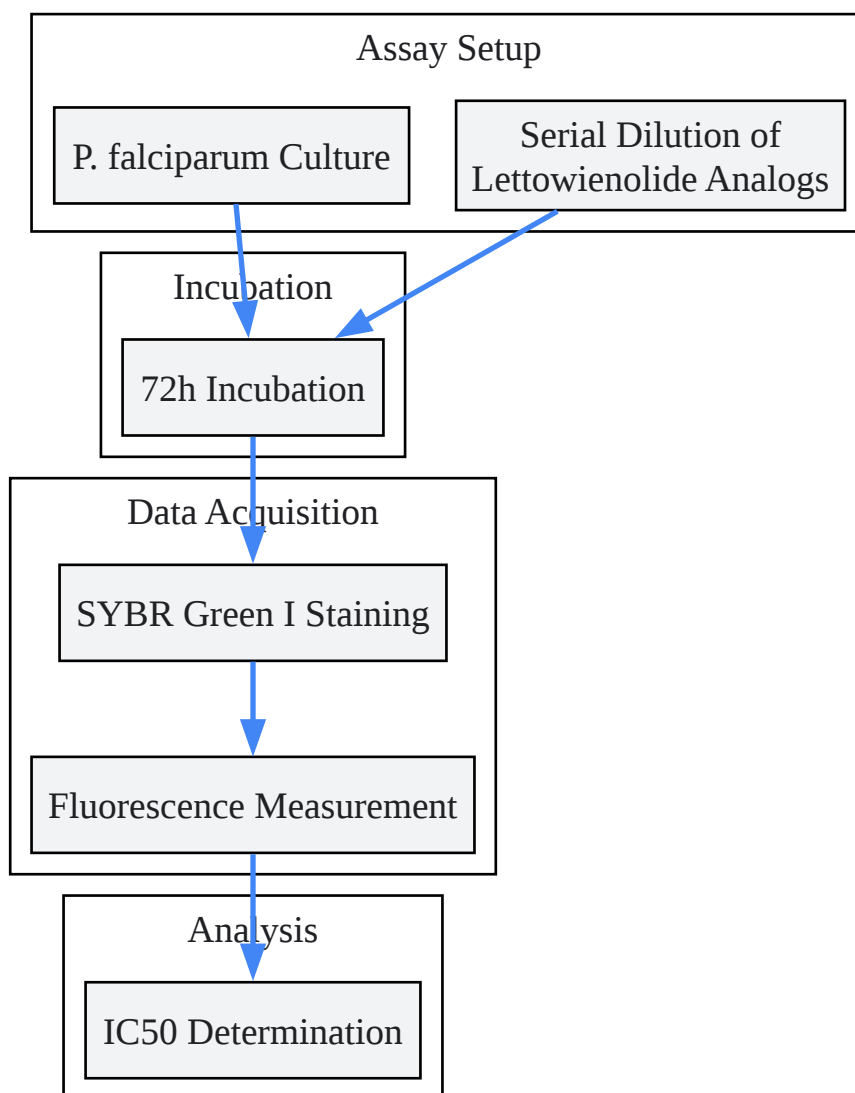 Assay Setup
P. falciparum Culture
Serial Dilution of
Lettowienolide Analogs
Incubation
72h Incubation
Data Acquisition
SYBR Green I Staining
Fluorescence Measurement
Analysis
IC50 Determination